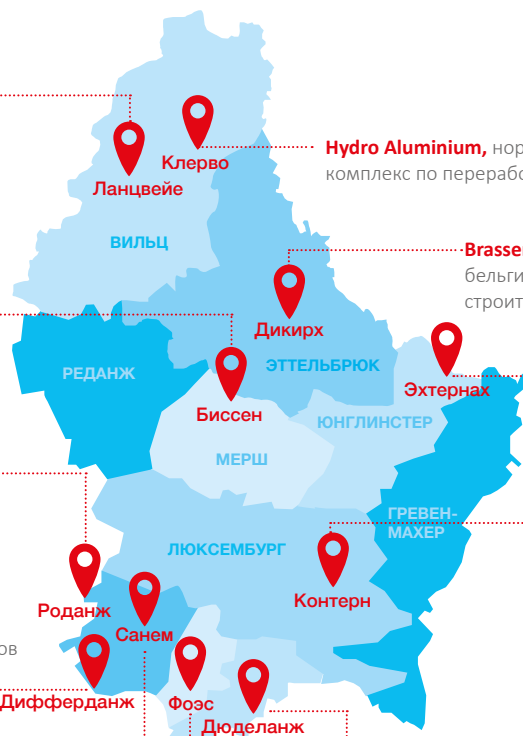 Клерво
Ланцвейе
Hydro Aluminium, нор
комплекс по перерабо
ВИЛЬЦ
Brasse
бельги
строит
Дикирх
РЕДАНЖ
ЭТТЕЛЬБРЮК
Эхтернах
Биссен
ЮНГЛИНСТЕР
МЕРШ
ГРЕВЕН-
МАХЕР
ЛЮКСЕМБУРГ
Контерн
Роданж
Санем
ов
Дифферданж
Фоэс
Дюделанж